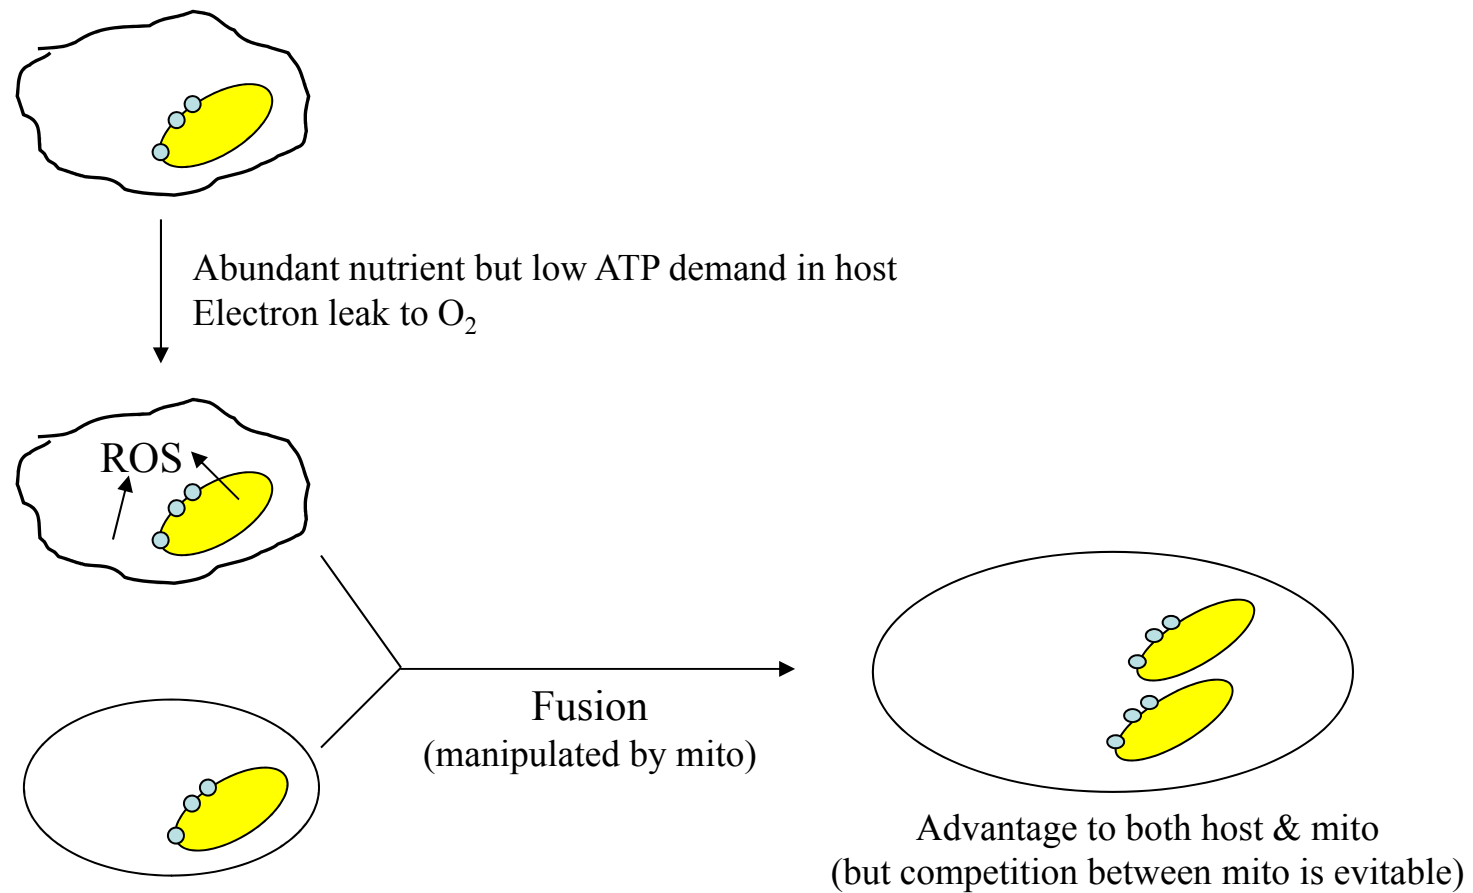 Abundant nutrient but low ATP demand in host
Electron leak to O₂
ROS
Fusion
(manipulated by mito)
Advantage to both host & mito
(but competition between mito is evitable)